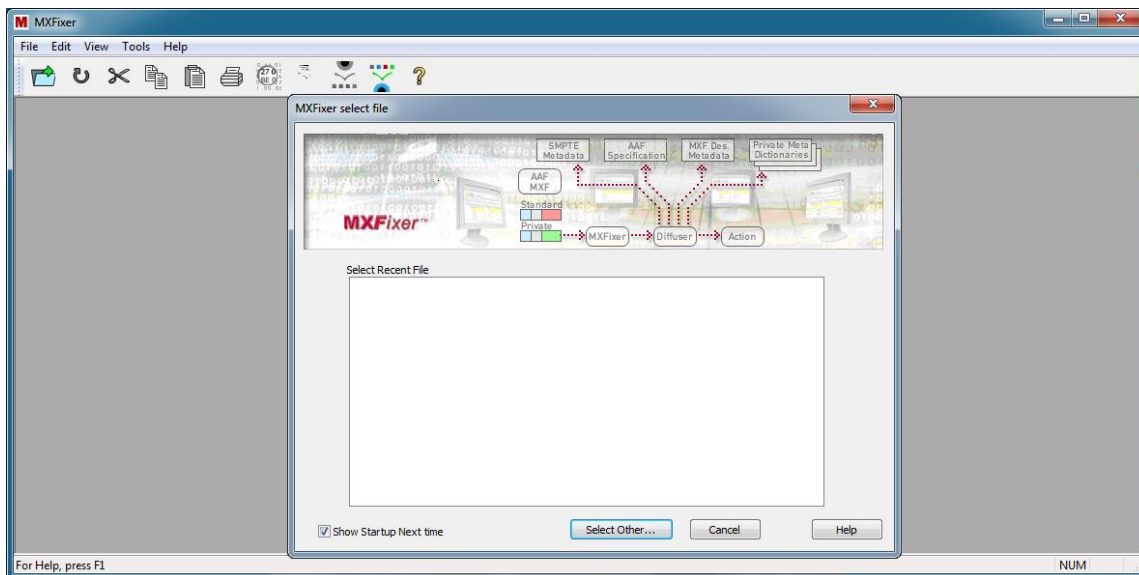 M MXFixer
File Edit View Tools Help
MXFixer select file
SMPTE Metadata
AAF Specification
MXF Des. Metadata
Private Meta Dictionaries
AAF MXF
Standard
Private
MXFixer Diffuser Action
MXFixer™
Select Recent File
Show Startup Next time
Select Other... Cancel Help
For Help, press F1 NUM